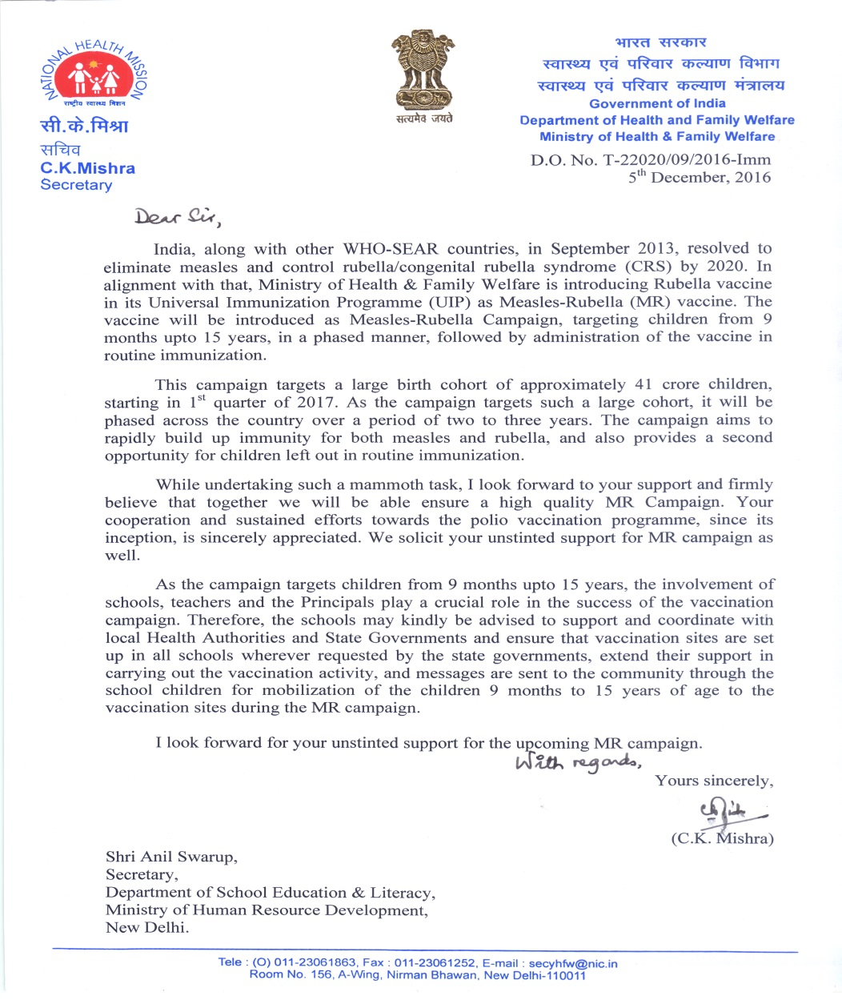 NATIONAL HEALTH MISSION
राष्ट्रीय स्वास्थ्य मिशन
सी.के.मिश्रा
सचिव
C.K.Mishra
Secretary
सत्यमेव जयते
भारत सरकार
स्वास्थ्य एवं परिवार कल्याण विभाग
स्वास्थ्य एवं परिवार कल्याण मंत्रालय
Government of India
Department of Health and Family Welfare
Ministry of Health & Family Welfare
D.O. No. T-22020/09/2016-Imm
5th December, 2016
Dear Sir,
India, along with other WHO-SEAR countries, in September 2013, resolved to
eliminate measles and control rubella/congenital rubella syndrome (CRS) by 2020. In
alignment with that, Ministry of Health & Family Welfare is introducing Rubella vaccine
in its Universal Immunization Programme (UIP) as Measles-Rubella (MR) vaccine. The
vaccine will be introduced as Measles-Rubella Campaign, targeting children from 9
months upto 15 years, in a phased manner, followed by administration of the vaccine in
routine immunization.
This campaign targets a large birth cohort of approximately 41 crore children,
starting in 1st quarter of 2017. As the campaign targets such a large cohort, it will be
phased across the country over a period of two to three years. The campaign aims to
rapidly build up immunity for both measles and rubella, and also provides a second
opportunity for children left out in routine immunization.
While undertaking such a mammoth task, I look forward to your support and firmly
believe that together we will be able ensure a high quality MR Campaign. Your
cooperation and sustained efforts towards the polio vaccination programme, since its
inception, is sincerely appreciated. We solicit your unstinted support for MR campaign as
well.
As the campaign targets children from 9 months upto 15 years, the involvement of
schools, teachers and the Principals play a crucial role in the success of the vaccination
campaign. Therefore, the schools may kindly be advised to support and coordinate with
local Health Authorities and State Governments and ensure that vaccination sites are set
up in all schools wherever requested by the state governments, extend their support in
carrying out the vaccination activity, and messages are sent to the community through the
school children for mobilization of the children 9 months to 15 years of age to the
vaccination sites during the MR campaign.
I look forward for your unstinted support for the upcoming MR campaign.
With regards,
Yours sincerely,
(C.K. Mishra)
Shri Anil Swarup,
Secretary,
Department of School Education & Literacy,
Ministry of Human Resource Development,
New Delhi.
Tele : (O) 011-23061863, Fax : 011-23061252, E-mail : secyhfw@nic.in
Room No. 156, A-Wing, Nirman Bhawan, New Delhi-110011